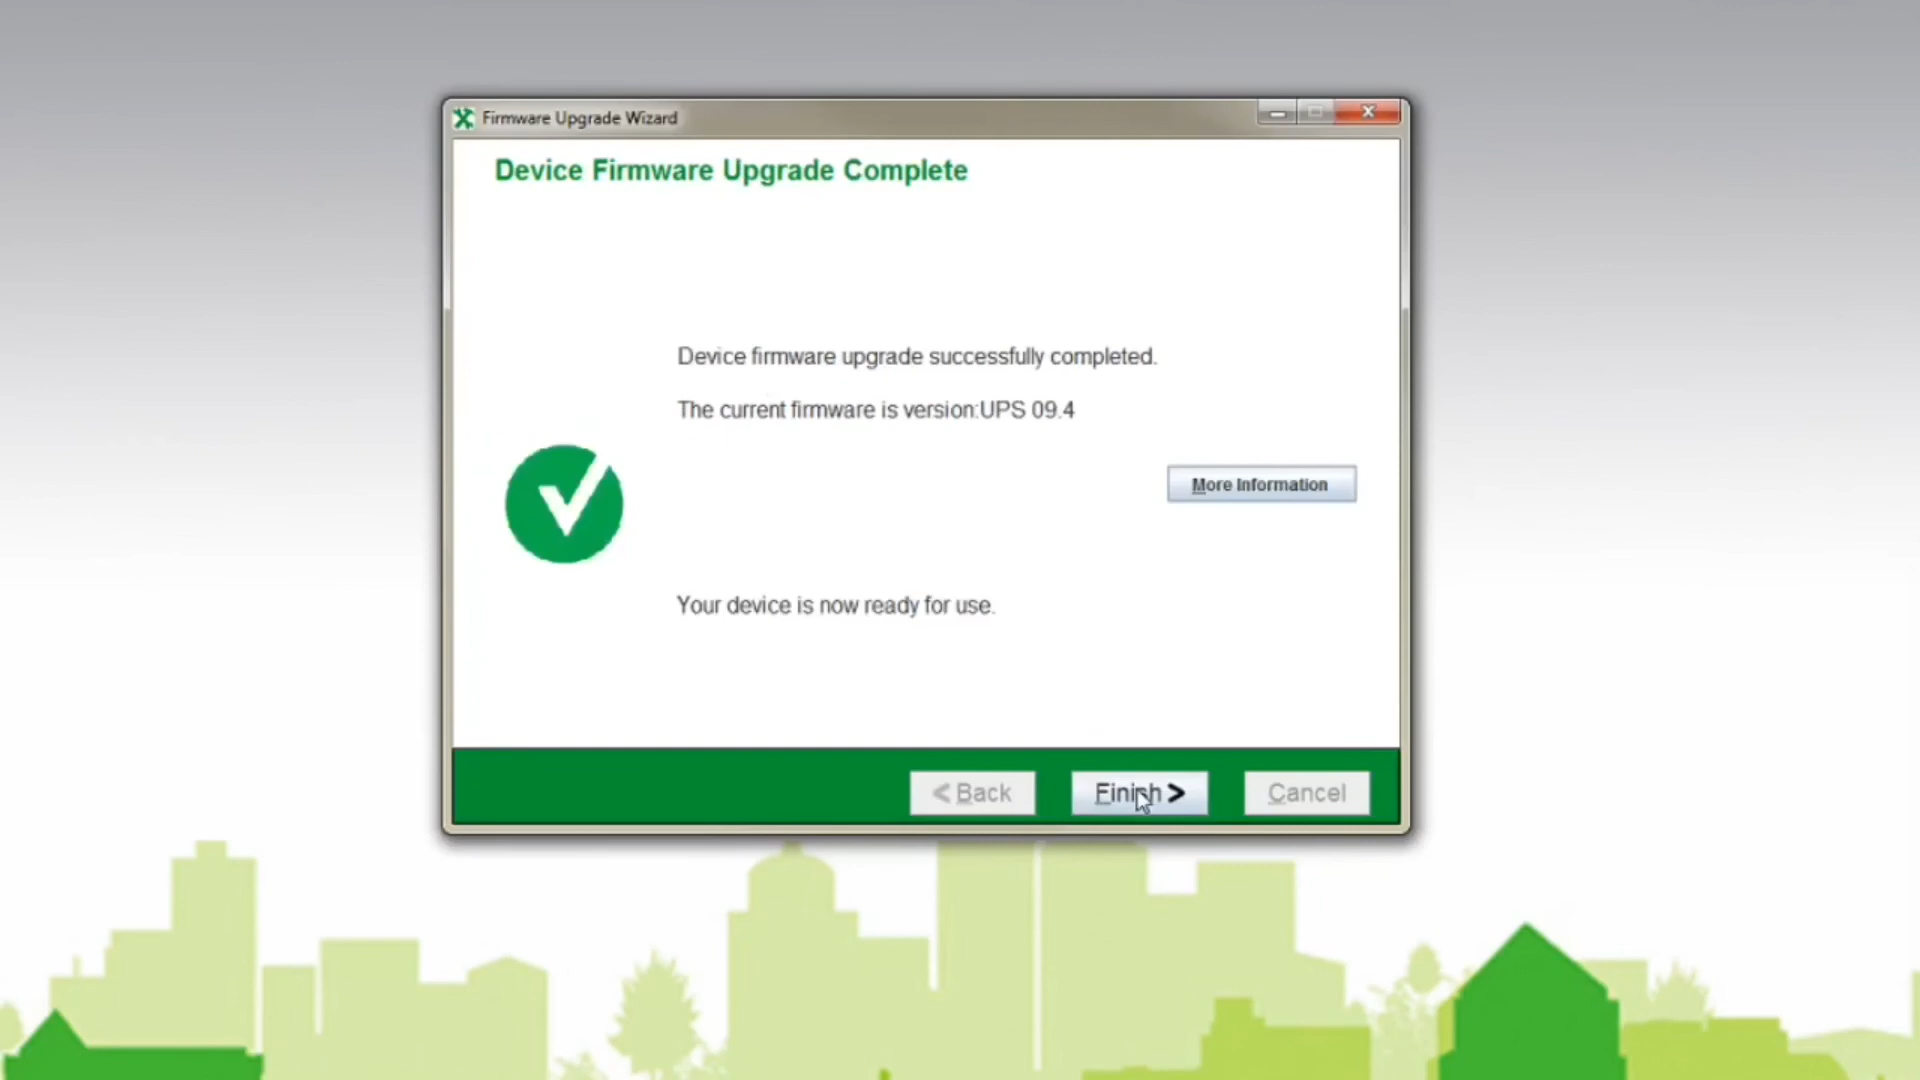 Firmware Upgrade Wizard
Device Firmware Upgrade Complete
Device firmware upgrade successfully completed.
The current firmware is version:UPS 09.4
More Information
Your device is now ready for use.
< Back
Finish >
Cancel